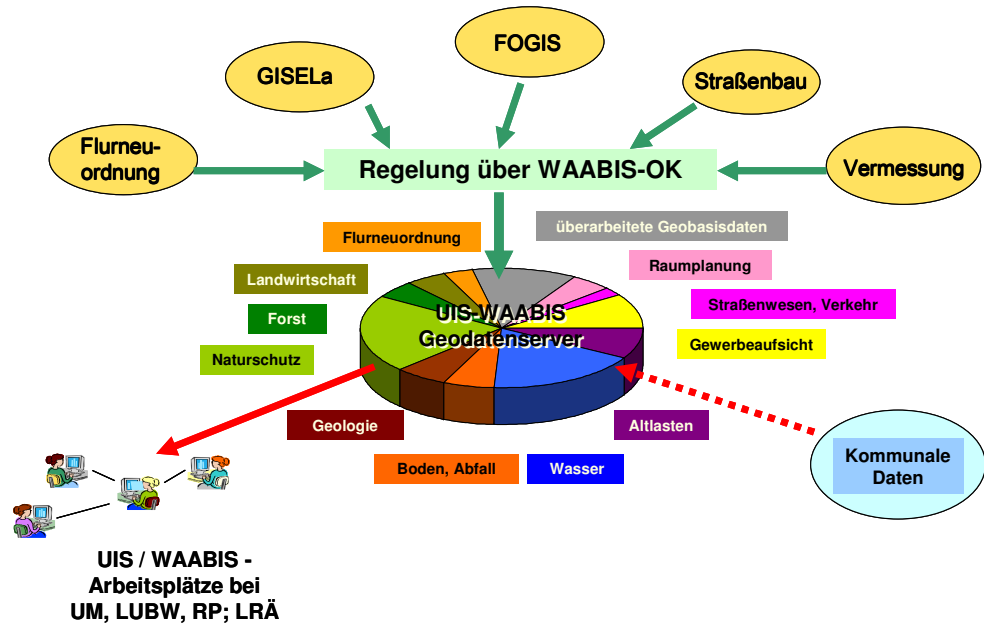 FOGIS
GISELa
Straßenbau
Flurneu-
ordnung
Regelung über WAABIS-OK
Vermessung
überarbeitete Geobasisdaten
Flurneuordnung
Raumplanung
Landwirtschaft
Straßenwesen, Verkehr
Forst
UIS-WAABIS
Geodatenserver
Gewerbeaufsicht
Naturschutz
Geologie
Altlasten
Boden, Abfall
Wasser
Kommunale
Daten
UIS / WAABIS -
Arbeitsplätze bei
UM, LUBW, RP; LRÄ